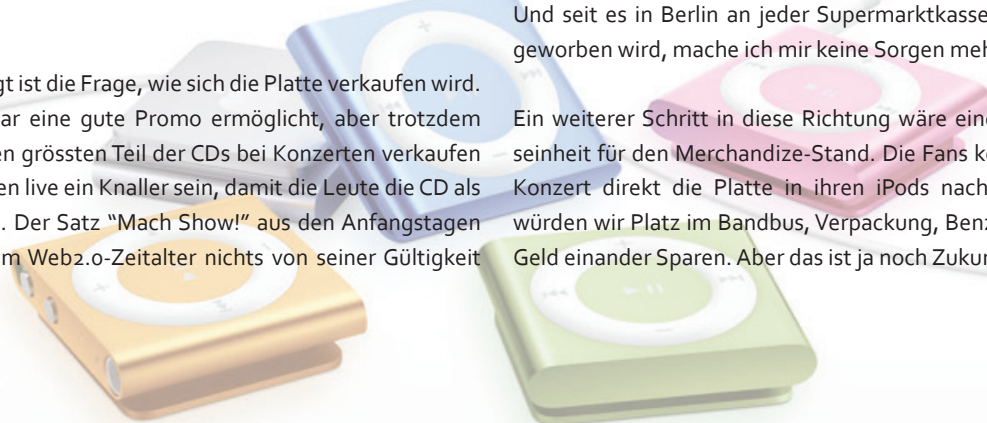 gt ist die Frage, wie sich die Platte verkaufen wird.
ar eine gute Promo ermöglicht, aber trotzdem
en grössten Teil der CDs bei Konzerten verkaufen
en live ein Knaller sein, damit die Leute die CD als
. Der Satz “Mach Show!” aus den Anfangstagen
m Web2.0-Zeitalter nichts von seiner Gültigkeit
Und seit es in Berlin an jeder Supermarktkasse
geworben wird, mache ich mir keine Sorgen meh
Ein weiterer Schritt in diese Richtung wäre eine
seinheit für den Merchandize-Stand. Die Fans k
Konzert direkt die Platte in ihren iPods nach
würden wir Platz im Bandbus, Verpackung, Benz
Geld einander Sparen. Aber das ist ja noch Zukun